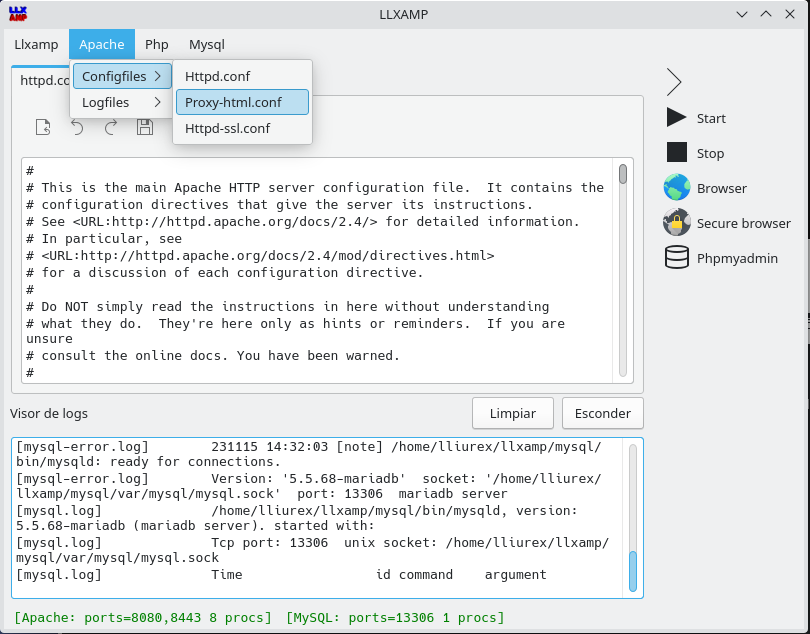 LLX
AMP
LLXAMP
Llxamp Apache Php Mysql
httpd.co
Configfiles
Logfiles
Httpd.conf
Proxy-html.conf
Httpd-ssl.conf
#
# This is the main Apache HTTP server configuration file.  It contains the
# configuration directives that give the server its instructions.
# See <URL:http://httpd.apache.org/docs/2.4/> for detailed information.
# In particular, see
# <URL:http://httpd.apache.org/docs/2.4/mod/directives.html>
# for a discussion of each configuration directive.
#
# Do NOT simply read the instructions in here without understanding
# what they do.  They're here only as hints or reminders.  If you are
unsure
# consult the online docs. You have been warned.
#
Start
Stop
Browser
Secure browser
Phpmyadmin
Visor de logs
Limpiar
Esconder
[mysql-error.log]        231115 14:32:03 [note] /home/lliurex/llxamp/mysql/
bin/mysqld: ready for connections.
[mysql-error.log]        Version: '5.5.68-mariadb'  socket: '/home/lliurex/
llxamp/mysql/var/mysql/mysql.sock'  port: 13306  mariadb server
[mysql.log]              /home/lliurex/llxamp/mysql/bin/mysqld, version:
5.5.68-mariadb (mariadb server). started with:
[mysql.log]              Tcp port: 13306  unix socket: /home/lliurex/llxamp/
mysql/var/mysql/mysql.sock
[mysql.log]              Time                 id command    argument
[Apache: ports=8080,8443 8 procs]  [MySQL: ports=13306 1 procs]